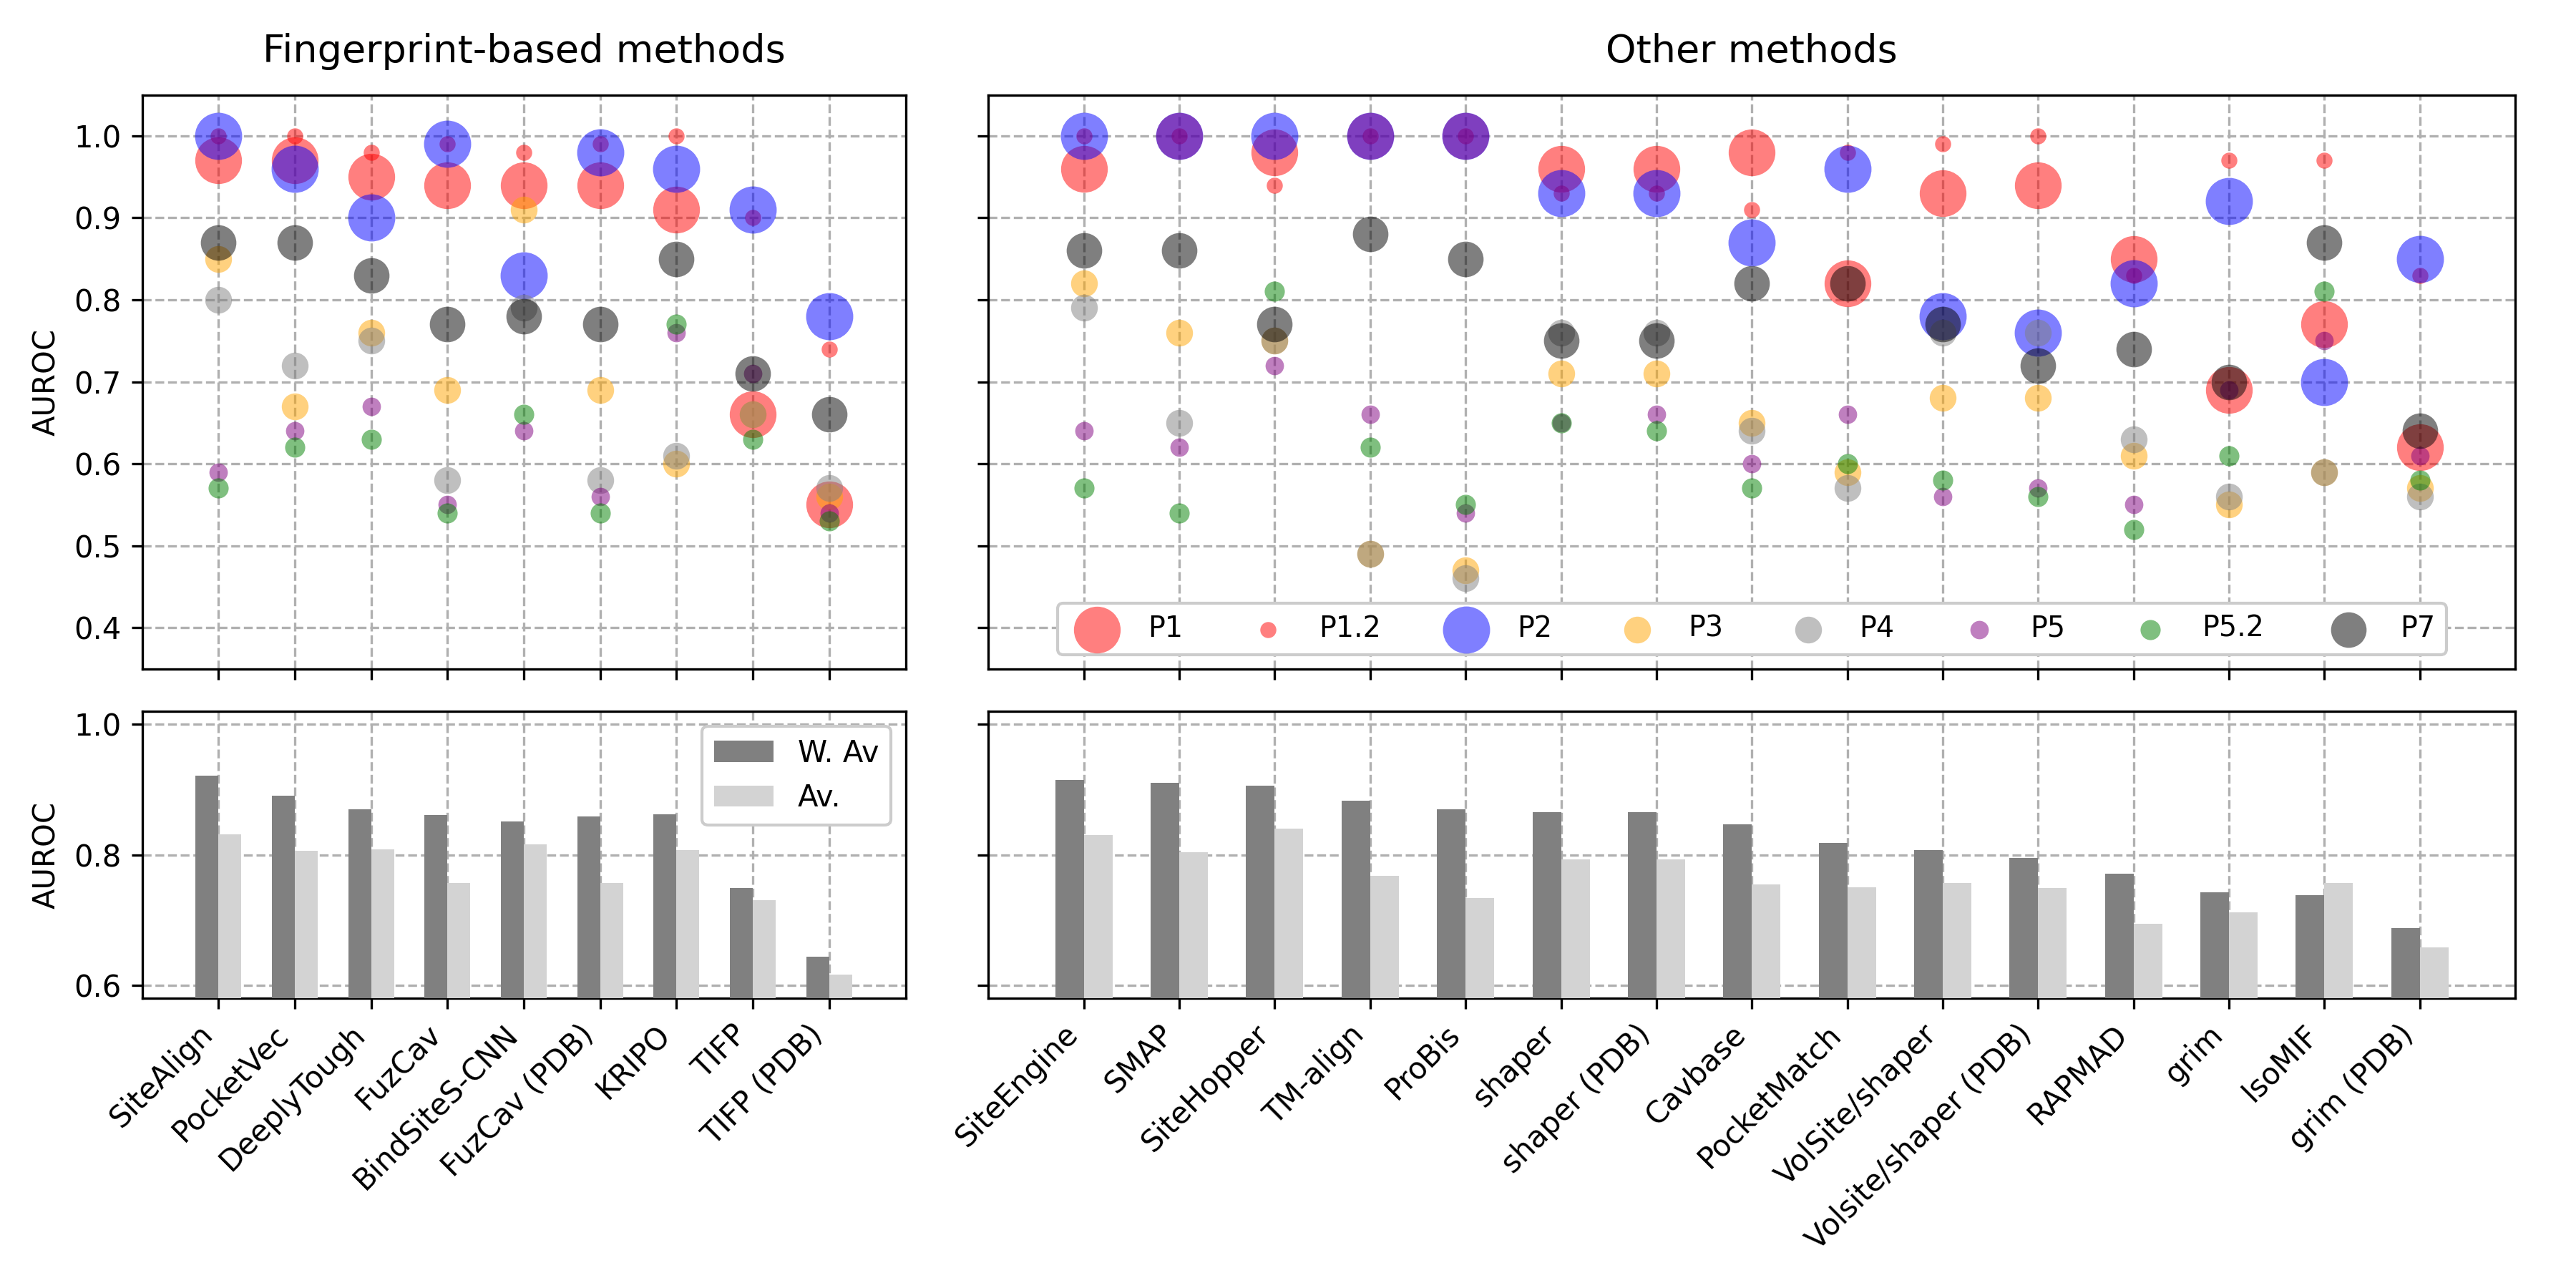 Fingerprint-based methods
Other methods
AUROC
1.0
0.9
0.8
0.7
0.6
0.5
0.4
P1 P1.2 P2 P3 P4 P5 P5.2 P7
AUROC
1.0
0.8
0.6
W. Av
Av.
SiteAlign
PocketVec
DeeplyTough
FuzCav
BindSiteS-CNN
FuzCav (PDB)
KRIPO
TIFP
TIFP (PDB)
SiteEngine
SMAP
SiteHopper
TM-align
ProBis
shaper
shaper (PDB)
Cavbase
PocketMatch
VolSite/shaper
Volsite/shaper (PDB)
RAPMAD
grim
IsoMIF
grim (PDB)